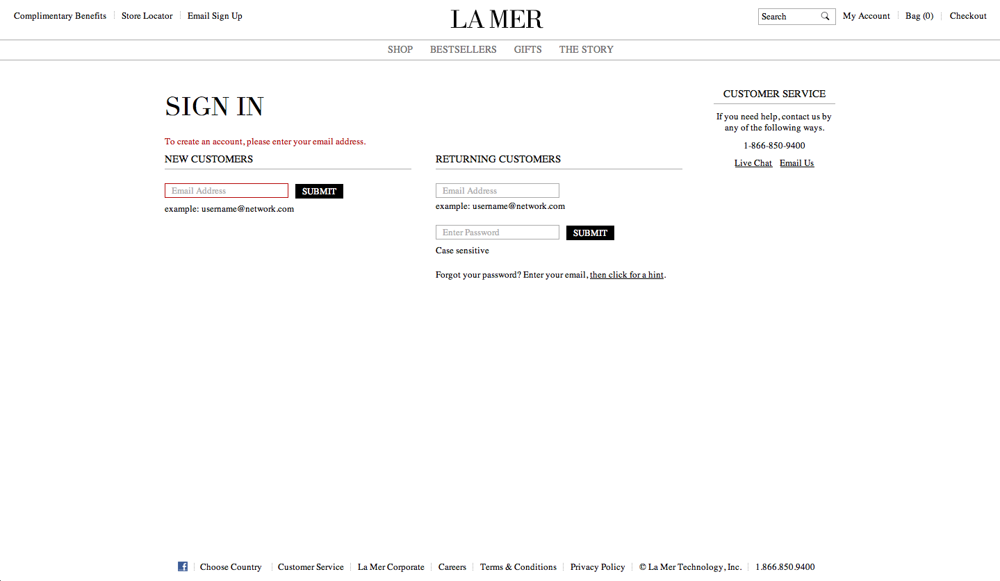 Complimentary Benefits
Store Locator
Email Sign Up
LA MER
Search
My Account
Bag (0)
Checkout
SHOP
BESTSELLERS
GIFTS
THE STORY
SIGN IN
To create an account, please enter your email address.
NEW CUSTOMERS
Email Address
SUBMIT
example: username@network.com
RETURNING CUSTOMERS
Email Address
example: username@network.com
Enter Password
SUBMIT
Case sensitive
Forgot your password? Enter your email, then click for a hint.
CUSTOMER SERVICE
If you need help, contact us by
any of the following ways.
1-866-850-9400
Live Chat
Email Us
f
Choose Country
Customer Service
La Mer Corporate
Careers
Terms & Conditions
Privacy Policy
© La Mer Technology, Inc.
1.866.850.9400